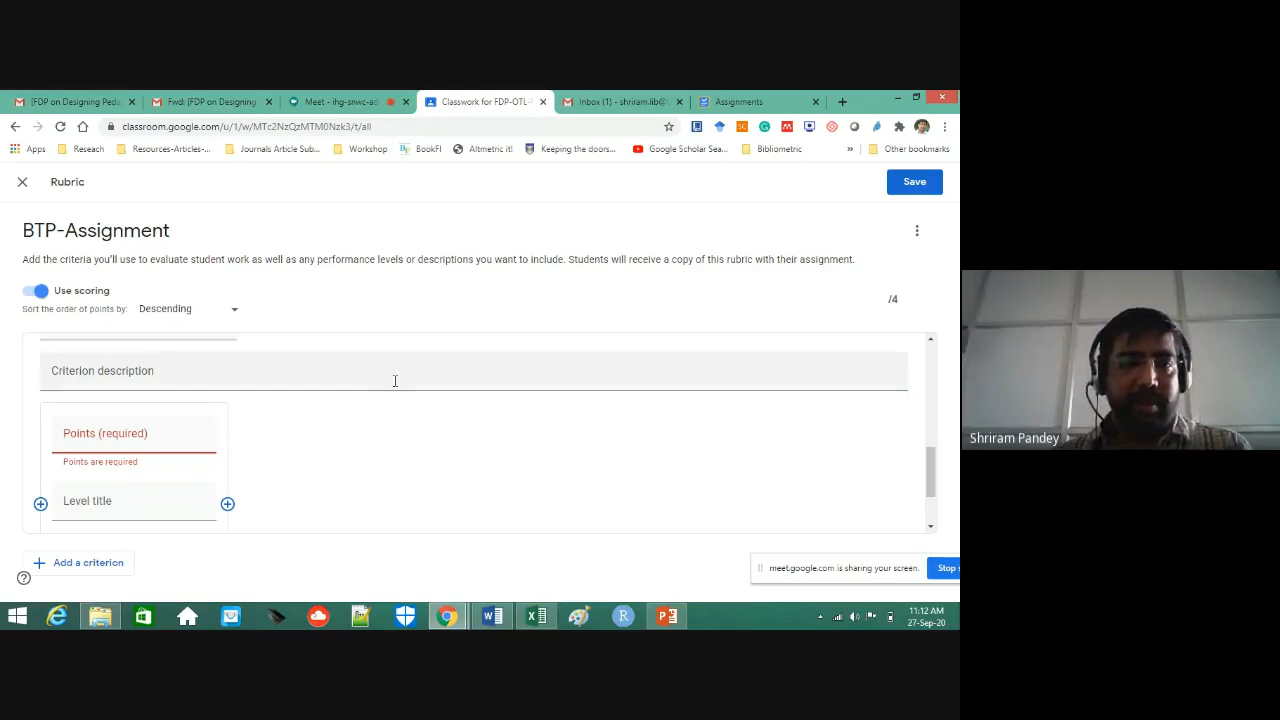 [FDP on Designing Peda
Fwd: [FDP on Designing
Meet - ihg-snwc-ad
Classwork for FDP-OTL-
Inbox (1) - shriram.lib@
Assignments
classroom.google.com/u/1/w/MTc2NzQzMTM0Nzk3/t/all
Apps
Reseach
Resources-Articles-...
Journals Article Sub...
Workshop
BookFI
Altmetric it!
Keeping the doors...
Google Scholar Sea...
Bibliometric
Other bookmarks
Rubric
Save
BTP-Assignment
Add the criteria you'll use to evaluate student work as well as any performance levels or descriptions you want to include. Students will receive a copy of this rubric with their assignment.
Use scoring
Sort the order of points by: Descending
/4
Criterion description
Points (required)
Points are required
Level title
Add a criterion
meet.google.com is sharing your screen.
Stop
11:12 AM
27-Sep-20
Shriram Pandey